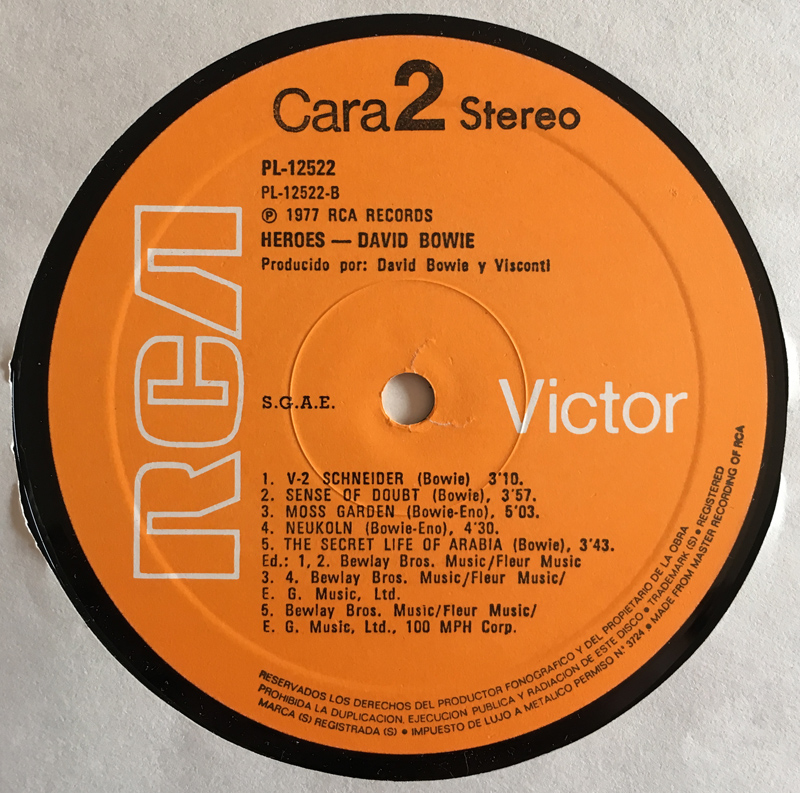 Cara 2 Stereo
PL-12522
PL-12522-B
℗ 1977 RCA RECORDS
HEROES — DAVID BOWIE
Producido por: David Bowie y Visconti
RCA
S.G.A.E.
Victor
1. V-2 SCHNEIDER (Bowie) 3'10.
2. SENSE OF DOUBT (Bowie), 3'57.
3. MOSS GARDEN (Bowie-Eno), 5'03.
4. NEUKOLN (Bowie-Eno), 4'30.
5. THE SECRET LIFE OF ARABIA (Bowie), 3'43.
Ed.: 1, 2. Bewlay Bros. Music/Fleur Music
3. 4. Bewlay Bros. Music/Fleur Music/
E. G. Music, Ltd.
5. Bewlay Bros. Music/Fleur Music/
E. G. Music, Ltd., 100 MPH Corp.
RESERVADOS LOS DERECHOS DEL PRODUCTOR FONOGRAFICO Y DEL PROPIETARIO DE LA OBRA
PROHIBIDA LA DUPLICACION, EJECUCION PUBLICA Y RADIACION DE ESTE DISCO • TRADEMARK (S) • REGISTERED
MARCA (S) REGISTRADA (S) • IMPUESTO DE LUJO A METALICO PERMISO N.º 3724 • MADE FROM MASTER RECORDING OF RCA